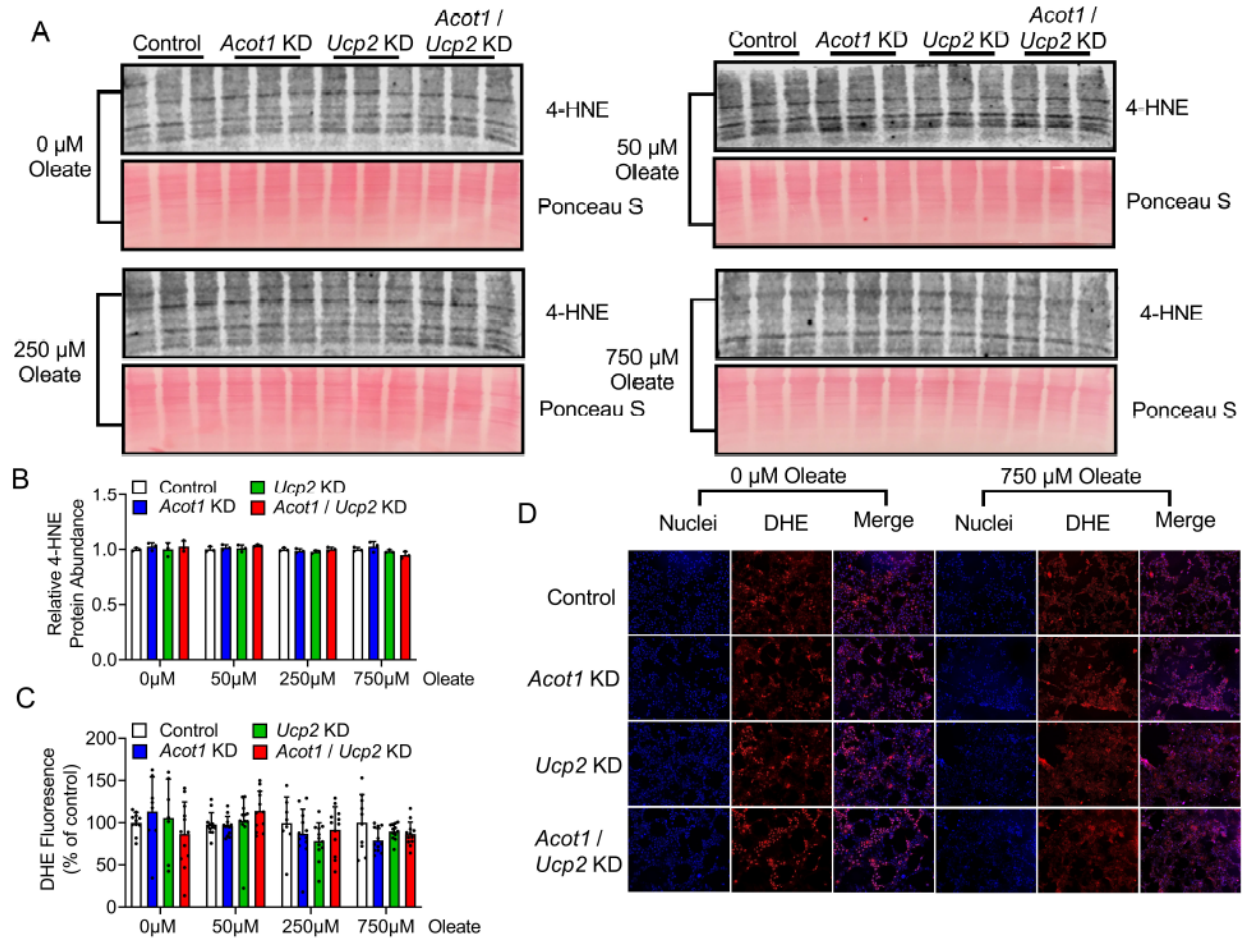 A
Control
Acot1 KD
Ucp2 KD
Acot1 /
Ucp2 KD
0 µM
Oleate
4-HNE
Ponceau S
Control
Acot1 KD
Ucp2 KD
Acot1 /
Ucp2 KD
50 µM
Oleate
4-HNE
Ponceau S
250 µM
Oleate
4-HNE
Ponceau S
750 µM
Oleate
4-HNE
Ponceau S
B
Control
Ucp2 KD
Acot1 KD
Acot1 / Ucp2 KD
Relative 4-HNE
Protein Abundance
1.5
1.0
0.5
0.0
0µM
50µM
250µM
750µM
Oleate
C
Control
Ucp2 KD
Acot1 KD
Acot1 / Ucp2 KD
DHE Fluoresence
(% of control)
200
150
100
50
0
0µM
50µM
250µM
750µM
Oleate
D
0 µM Oleate
750 µM Oleate
Nuclei
DHE
Merge
Nuclei
DHE
Merge
Control
Acot1 KD
Ucp2 KD
Acot1 /
Ucp2 KD